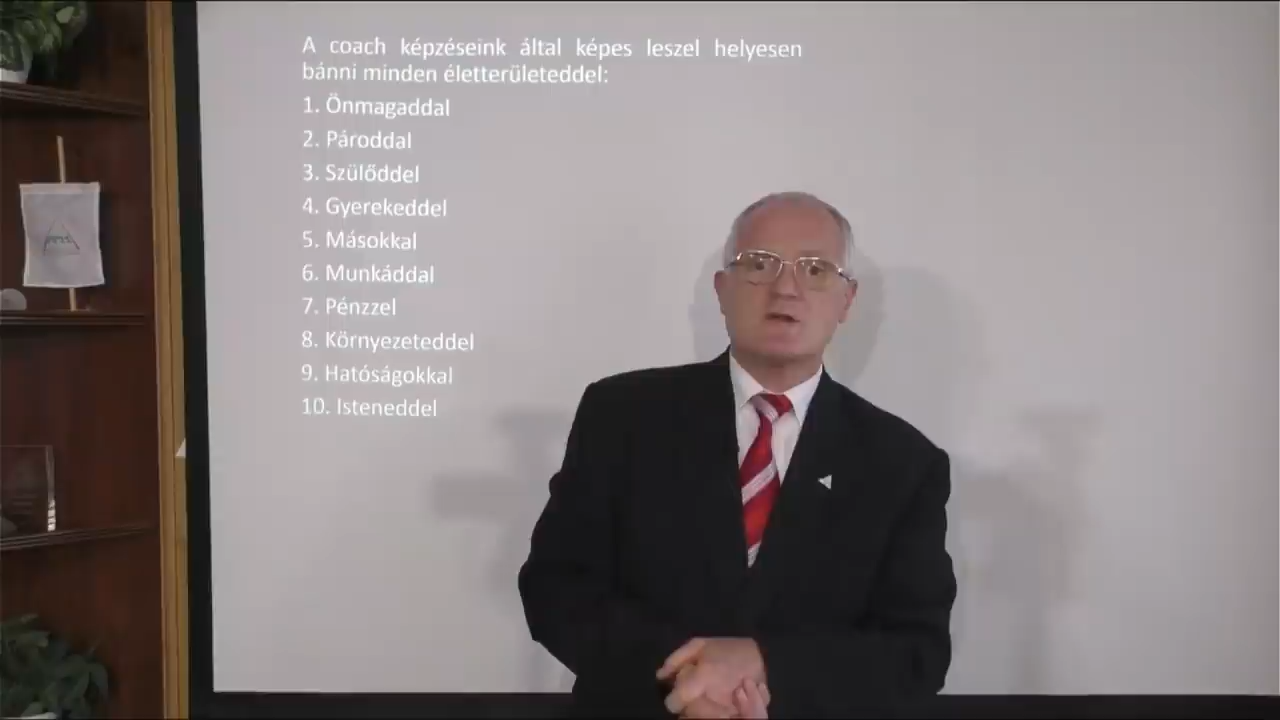 A coach képzéseink által képes leszel helyesen
bánni minden életterületeddel:
1. Önmagaddal
2. Pároddal
3. Szülőddel
4. Gyerekeddel
5. Másokkal
6. Munkáddal
7. Pénzzel
8. Környezeteddel
9. Hatóságokkal
10. Isteneddel